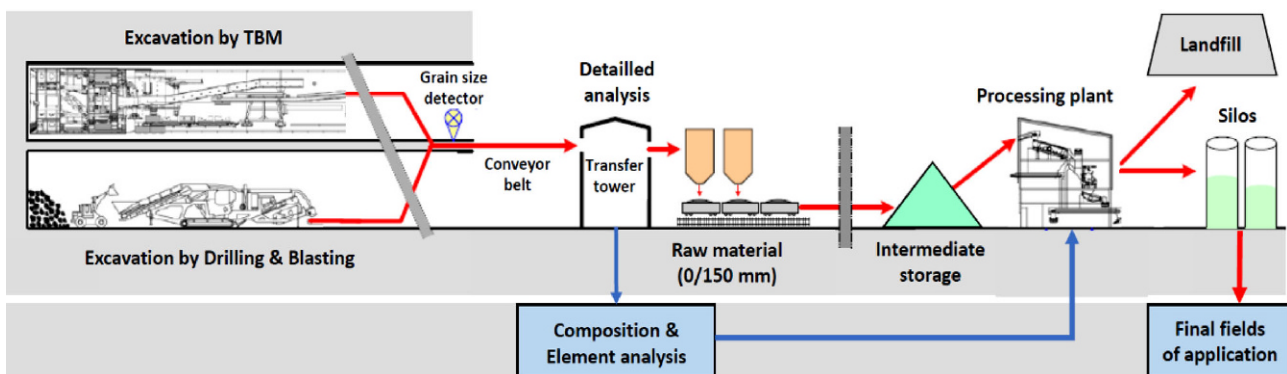 Excavation by TBM
Grain size
detector
Conveyor
belt
Excavation by Drilling & Blasting
Detailled
analysis
Transfer
tower
Raw material
(0/150 mm)
Intermediate
storage
Processing plant
Landfill
Silos
Composition &
Element analysis
Final fields
of application